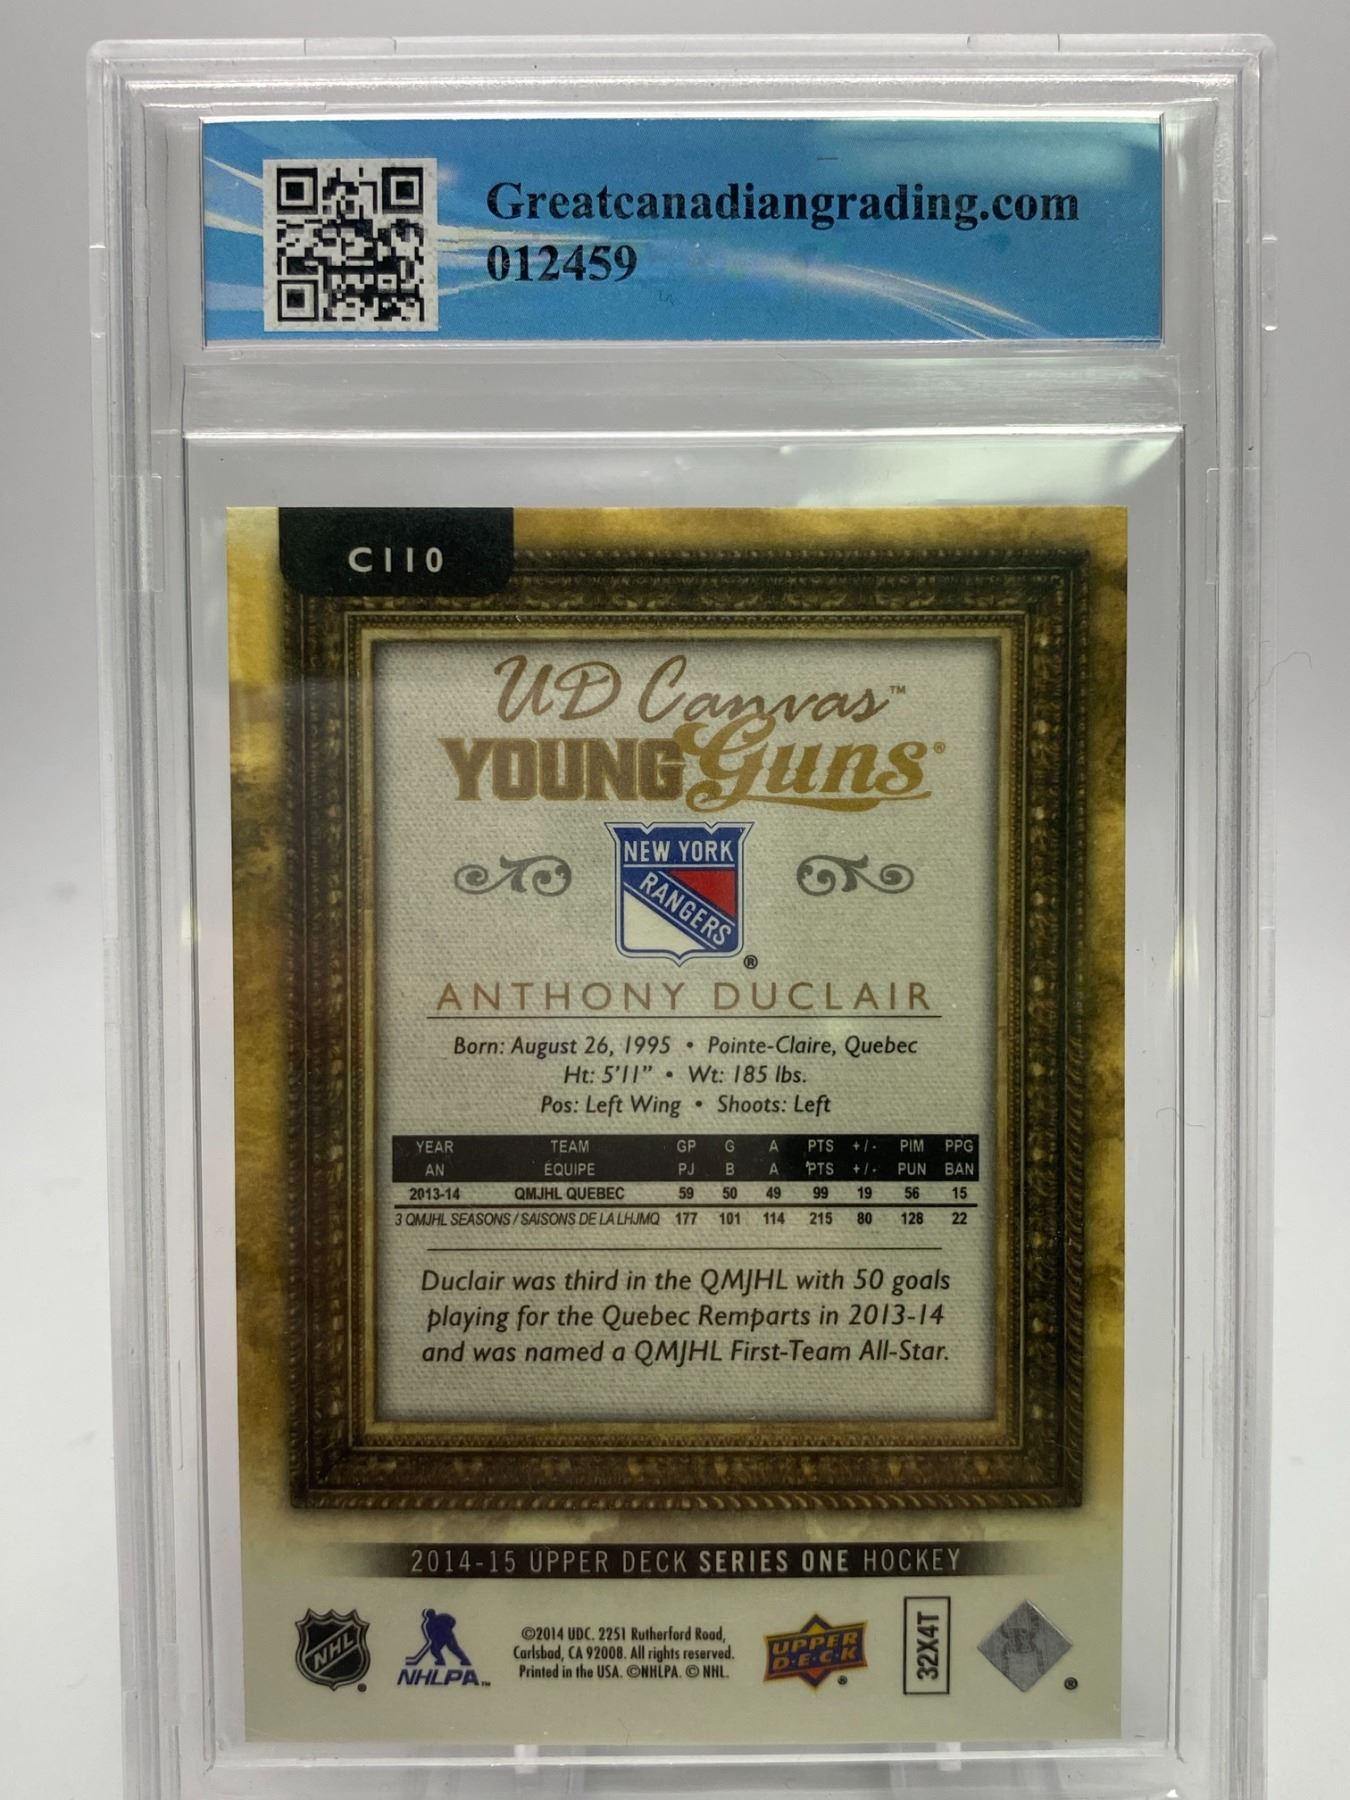 Greatcanadiangrading.com
012459
C110
UD Canvas™
YOUNG Guns®
NEW YORK
RANGERS
®
ANTHONY DUCLAIR
Born: August 26, 1995 • Pointe-Claire, Quebec
Ht: 5'11" • Wt: 185 lbs.
Pos: Left Wing • Shoots: Left
YEAR TEAM GP G A PTS +/- PIM PPG
AN ÉQUIPE PJ B A PTS +/- PUN BAN
2013-14 QMJHL QUEBEC 59 50 49 99 19 56 15
3 QMJHL SEASONS / SAISONS DE LA LHJMQ 177 101 114 215 80 128 22
Duclair was third in the QMJHL with 50 goals
playing for the Quebec Remparts in 2013-14
and was named a QMJHL First-Team All-Star.
2014-15 UPPER DECK SERIES ONE HOCKEY
NHL®
NHLPA™
©2014 UDC. 2251 Rutherford Road,
Carlsbad, CA 92008. All rights reserved.
Printed in the USA. ©NHLPA. © NHL.
UPPER
D·E·C·K®
32X4T
®